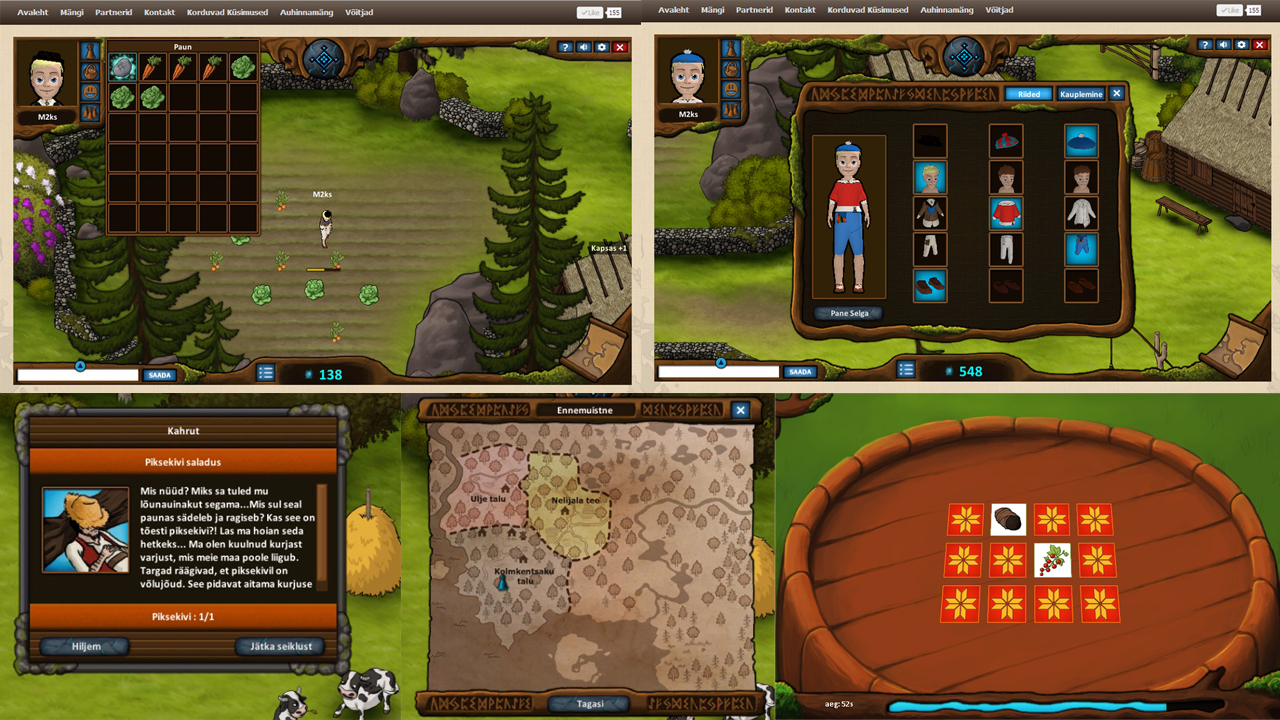 Avaleht Mängi Partnerid Kontakt Korduvad Küsimused Auhinnamäng Võitjad
Like 155
Paun
M2ks
M2ks
Kapsas +1
SAADA
138
Avaleht Mängi Partnerid Kontakt Korduvad Küsimused Auhinnamäng Võitjad
Like 155
M2ks
Riided Kauplemine
Pane Selga
SAADA
548
Kahrut
Piksekivi saladus
Mis nüüd? Miks sa tuled mu
lõunauinakut segama...Mis sul seal
paunas sädeleb ja ragiseb? Kas see on
tõesti piksekivi?! Las ma hoian seda
hetkeks... Ma olen kuulnud kurjast
varjust, mis meie maa poole liigub.
Targad räägivad, et piksekivil on
võlujõud. See pidavat aitama kurjuse
Piksekivi : 1/1
Hiljem Jätka seiklust
Ennemuistne
Ulje talu
Nelijala teo
Kolmkentsaku
talu
Tagasi
aeg: 52s